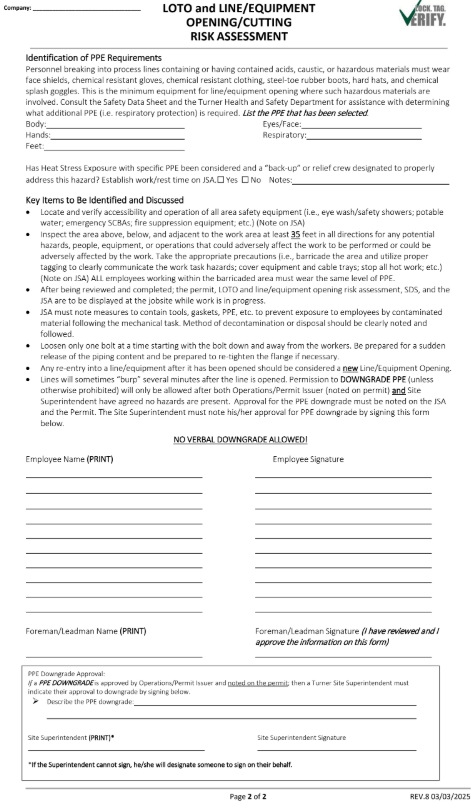 Company:
LOTO and LINE/EQUIPMENT
OPENING/CUTTING
RISK ASSESSMENT
LOCK. TAG.
VERIFY.
Identification of PPE Requirements
Personnel breaking into process lines containing or having contained acids, caustic, or hazardous materials must wear
face shields, chemical resistant gloves, chemical resistant clothing, steel-toe rubber boots, hard hats, and chemical
splash goggles. This is the minimum equipment for line/equipment opening where such hazardous materials are
involved. Consult the Safety Data Sheet and the Turner Health and Safety Department for assistance with determining
what additional PPE (i.e. respiratory protection) is required. List the PPE that has been selected.
Body: Eyes/Face:
Hands: Respiratory:
Feet:
Has Heat Stress Exposure with specific PPE been considered and a “back-up” or relief crew designated to properly
address this hazard? Establish work/rest time on JSA. ☐ Yes ☐ No Notes:
Key Items to Be Identified and Discussed
• Locate and verify accessibility and operation of all area safety equipment (i.e., eye wash/safety showers; potable
water; emergency SCBAs; fire suppression equipment; etc.) (Note on JSA)
• Inspect the area above, below, and adjacent to the work area at least 35 feet in all directions for any potential
hazards, people, equipment, or operations that could adversely affect the work to be performed or could be
adversely affected by the work. Take the appropriate precautions (i.e., barricade the area and utilize proper
tagging to clearly communicate the work task hazards; cover equipment and cable trays; stop all hot work; etc.)
(Note on JSA) ALL employees working within the barricaded area must wear the same level of PPE.
• After being reviewed and completed; the permit, LOTO and line/equipment opening risk assessment, SDS, and the
JSA are to be displayed at the jobsite while work is in progress.
• JSA must note measures to contain tools, gaskets, PPE, etc. to prevent exposure to employees by contaminated
material following the mechanical task. Method of decontamination or disposal should be clearly noted and
followed.
• Loosen only one bolt at a time starting with the bolt down and away from the workers. Be prepared for a sudden
release of the piping content and be prepared to re-tighten the flange if necessary.
• Any re-entry into a line/equipment after it has been opened should be considered a new Line/Equipment Opening.
• Lines will sometimes “burp” several minutes after the line is opened. Permission to DOWNGRADE PPE (unless
otherwise prohibited) will only be allowed after both Operations/Permit Issuer (noted on permit) and Site
Superintendent have agreed no hazards are present. Approval for the PPE downgrade must be noted on the JSA
and the Permit. The Site Superintendent must note his/her approval for PPE downgrade by signing this form
below.
NO VERBAL DOWNGRADE ALLOWED!
Employee Name (PRINT) Employee Signature
Foreman/Leadman Name (PRINT) Foreman/Leadman Signature (I have reviewed and I
approve the information on this form)
PPE Downgrade Approval:
If a PPE DOWNGRADE is approved by Operations/Permit Issuer and noted on the permit; then a Turner Site Superintendent must
indicate their approval to downgrade by signing below.
➤ Describe the PPE downgrade:
Site Superintendent (PRINT)* Site Superintendent Signature
*If the Superintendent cannot sign, he/she will designate someone to sign on their behalf.
Page 2 of 2 REV.8 03/03/2025